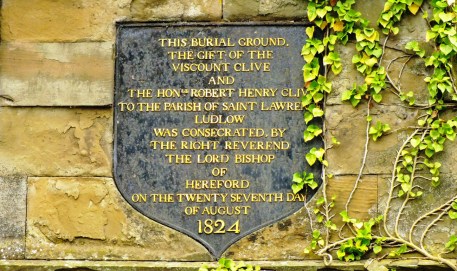 THIS BURIAL GROUND,
THE GIFT OF THE
VISCOUNT CLIVE
AND
THE HONBLE ROBERT HENRY CLIV
TO THE PARISH OF SAINT LAWREN
LUDLOW
WAS CONSECRATED, BY
THE RIGHT REVEREND
THE LORD BISHOP
OF
HEREFORD
ON THE TWENTY SEVENTH DAY
OF AUGUST
1824